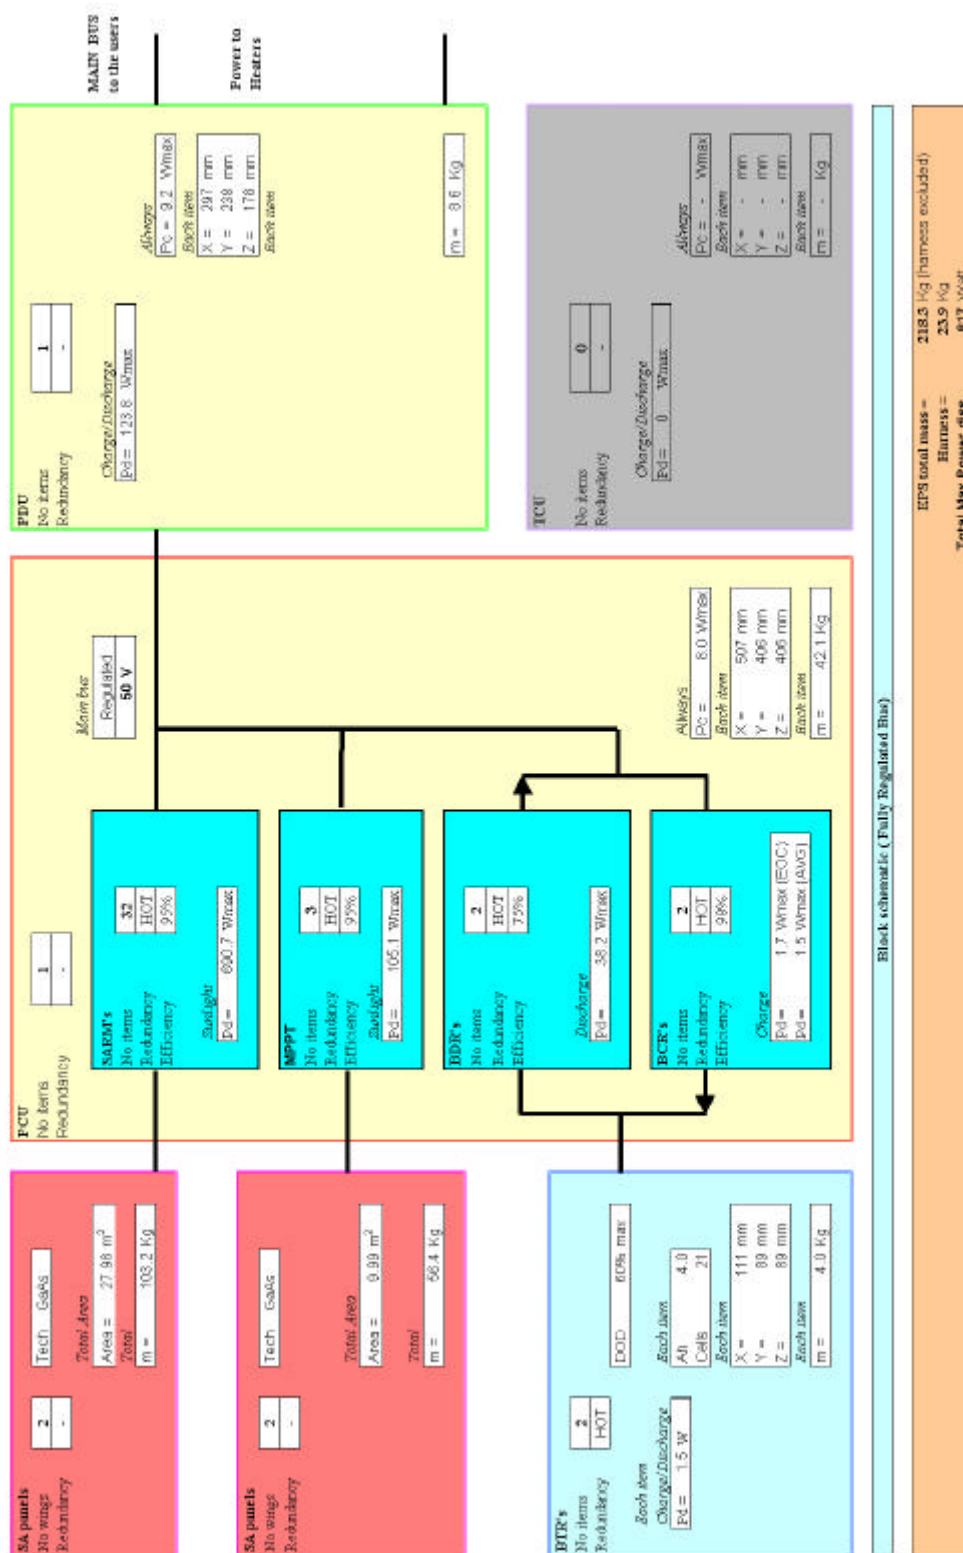 SA panels
No wings 2
Redundancy -
Tech GaAs
Total Area
Area = 27.98 m²
Total
m = 103.2 Kg
SA panels
No wings 2
Redundancy -
Tech GaAs
Total Area
Area = 9.99 m²
Total
m = 56.4 Kg
BTR's
No items 2
Redundancy HOT
Each item
Charge/Discharge
Pd = 1.5 W
DOD 60% max
Each item
Ah 4.0
Cells 21
Each item
X = 111 mm
Y = 89 mm
Z = 89 mm
Each item
m = 4.0 Kg
PCU
No items 1
Redundancy -
SARM's
No items 32
Redundancy HOT
Efficiency 95%
Sunlight
Pd = 690.7 Wmax
MPPT
No items 3
Redundancy HOT
Efficiency 95%
Sunlight
Pd = 105.1 Wmax
BDR's
No items 2
Redundancy HOT
Efficiency 75%
Discharge
Pd = 38.2 Wmax
BCR's
No items 2
Redundancy HOT
Efficiency 98%
Charge
Pd = 1.7 Wmax (EOC)
Pd = 1.5 Wmax (AVG)
Main bus
Regulated
50 V
Always
Pc = 8.0 Wmax
Each item
X = 507 mm
Y = 406 mm
Z = 406 mm
Each item
m = 42.1 Kg
PDU
No items 1
Redundancy -
Charge/Discharge
Pd = 123.8 Wmax
Always
Pc = 9.2 Wmax
Each item
X = 297 mm
Y = 239 mm
Z = 178 mm
Each item
m = 8.6 Kg
MAIN BUS
to the users
Power to
Heaters
TCU
No items 0
Redundancy -
Charge/Discharge
Pd = 0 Wmax
Always
Pc = - Wmax
Each item
X = - mm
Y = - mm
Z = - mm
Each item
m = - Kg
Block schematic (Fully Regulated Bus)
EPS total mass = 218.3 Kg (harness excluded)
Harness = 23.9 Kg
Total Max Power diss